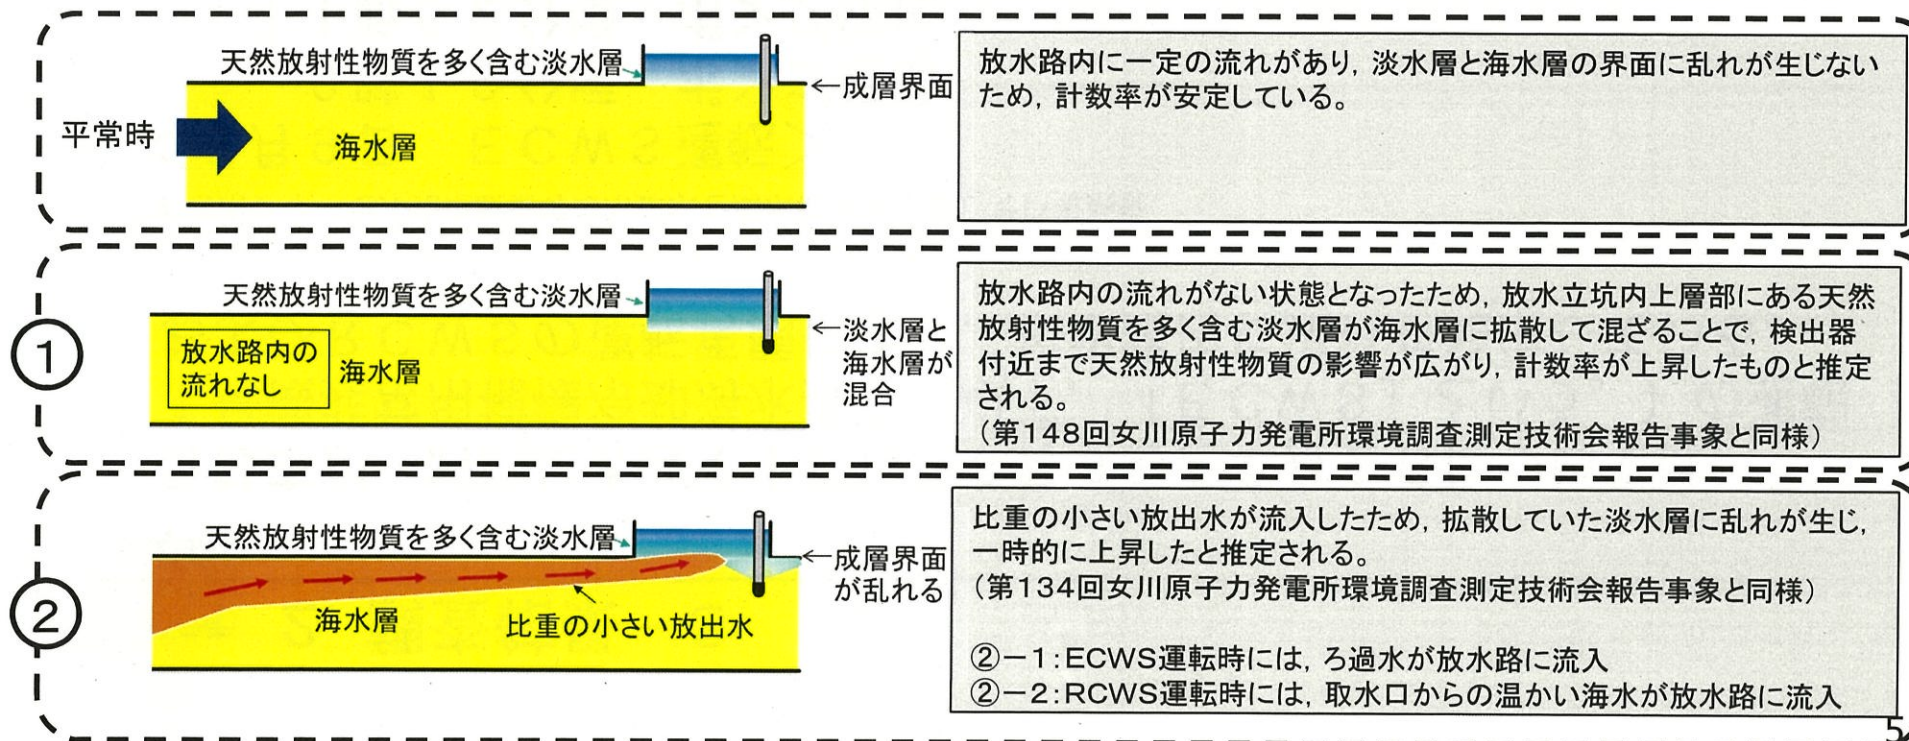 平常時
天然放射性物質を多く含む淡水層
←成層界面
海水層
放水路内に一定の流れがあり，淡水層と海水層の界面に乱れが生じない
ため，計数率が安定している。
①
天然放射性物質を多く含む淡水層
放水路内の
流れなし
海水層
←淡水層と
海水層が
混合
放水路内の流れがない状態となったため，放水立坑内上層部にある天然
放射性物質を多く含む淡水層が海水層に拡散して混ざることで，検出器
付近まで天然放射性物質の影響が広がり，計数率が上昇したものと推定
される。
（第１４８回女川原子力発電所環境調査測定技術会報告事象と同様）
②
天然放射性物質を多く含む淡水層
←成層界面
が乱れる
海水層
比重の小さい放出水
比重の小さい放出水が流入したため，拡散していた淡水層に乱れが生じ，
一時的に上昇したと推定される。
（第１３４回女川原子力発電所環境調査測定技術会報告事象と同様）
②－１：ＥＣＷＳ運転時には，ろ過水が放水路に流入
②－２：ＲＣＷＳ運転時には，取水口からの温かい海水が放水路に流入
5